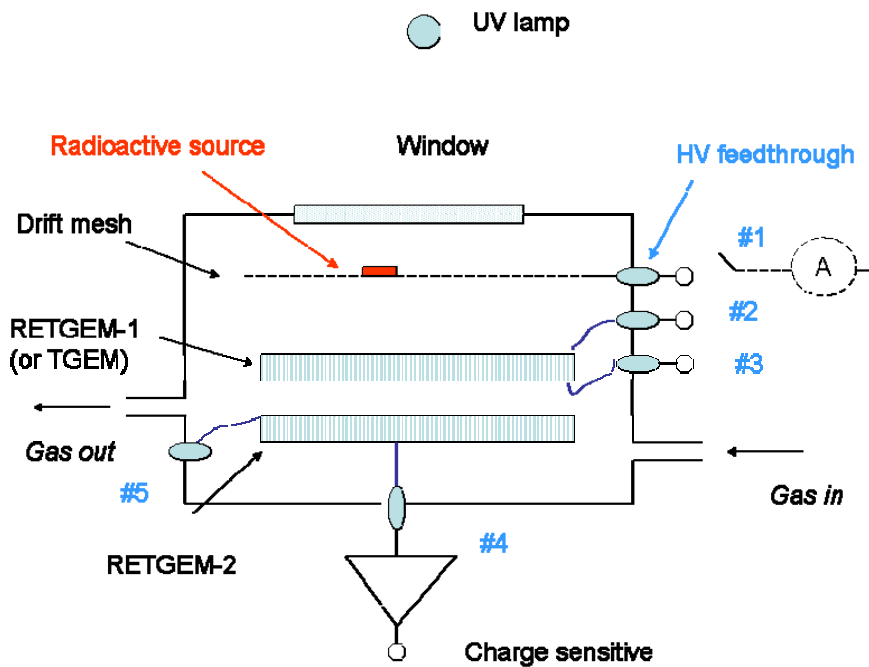 UV lamp
Radioactive source
Window
HV feedthrough
Drift mesh
#1
A
#2
RETGEM-1
(or TGEM)
#3
Gas out
#5
Gas in
#4
RETGEM-2
Charge sensitive